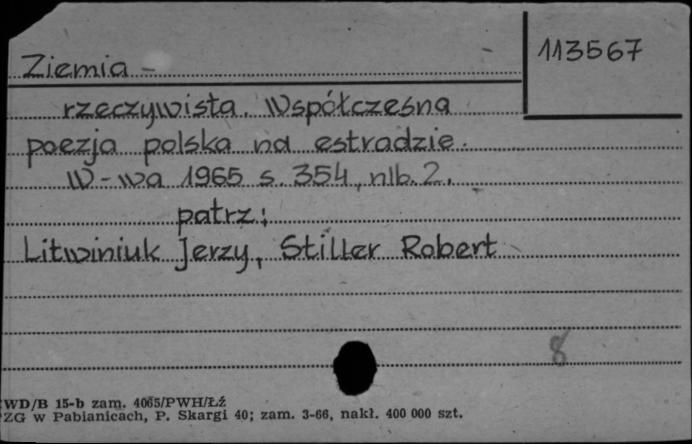 Ziemia -
113567
rzeczywista. Współczesna
poezja polska na estradzie.
W-wa 1965 s. 354, nlb. 2.
patrz:
Litwiniuk Jerzy, Stiller Robert
8
WD/B 15-b zam. 4065/PWH/ŁŹ
ZG w Pabianicach, P. Skargi 40; zam. 3-66, nakł. 400 000 szt.